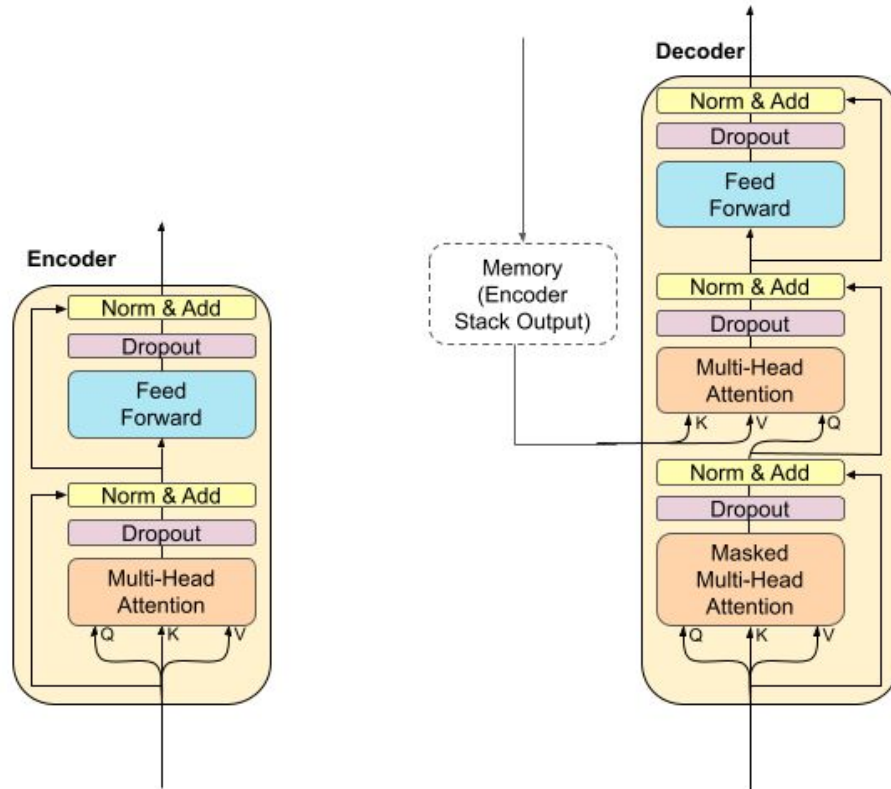 Encoder
Norm & Add
Dropout
Feed
Forward
Norm & Add
Dropout
Multi-Head
Attention
Q K V
Memory
(Encoder
Stack Output)
Decoder
Norm & Add
Dropout
Feed
Forward
Norm & Add
Dropout
Multi-Head
Attention
K V Q
Norm & Add
Dropout
Masked
Multi-Head
Attention
Q K V